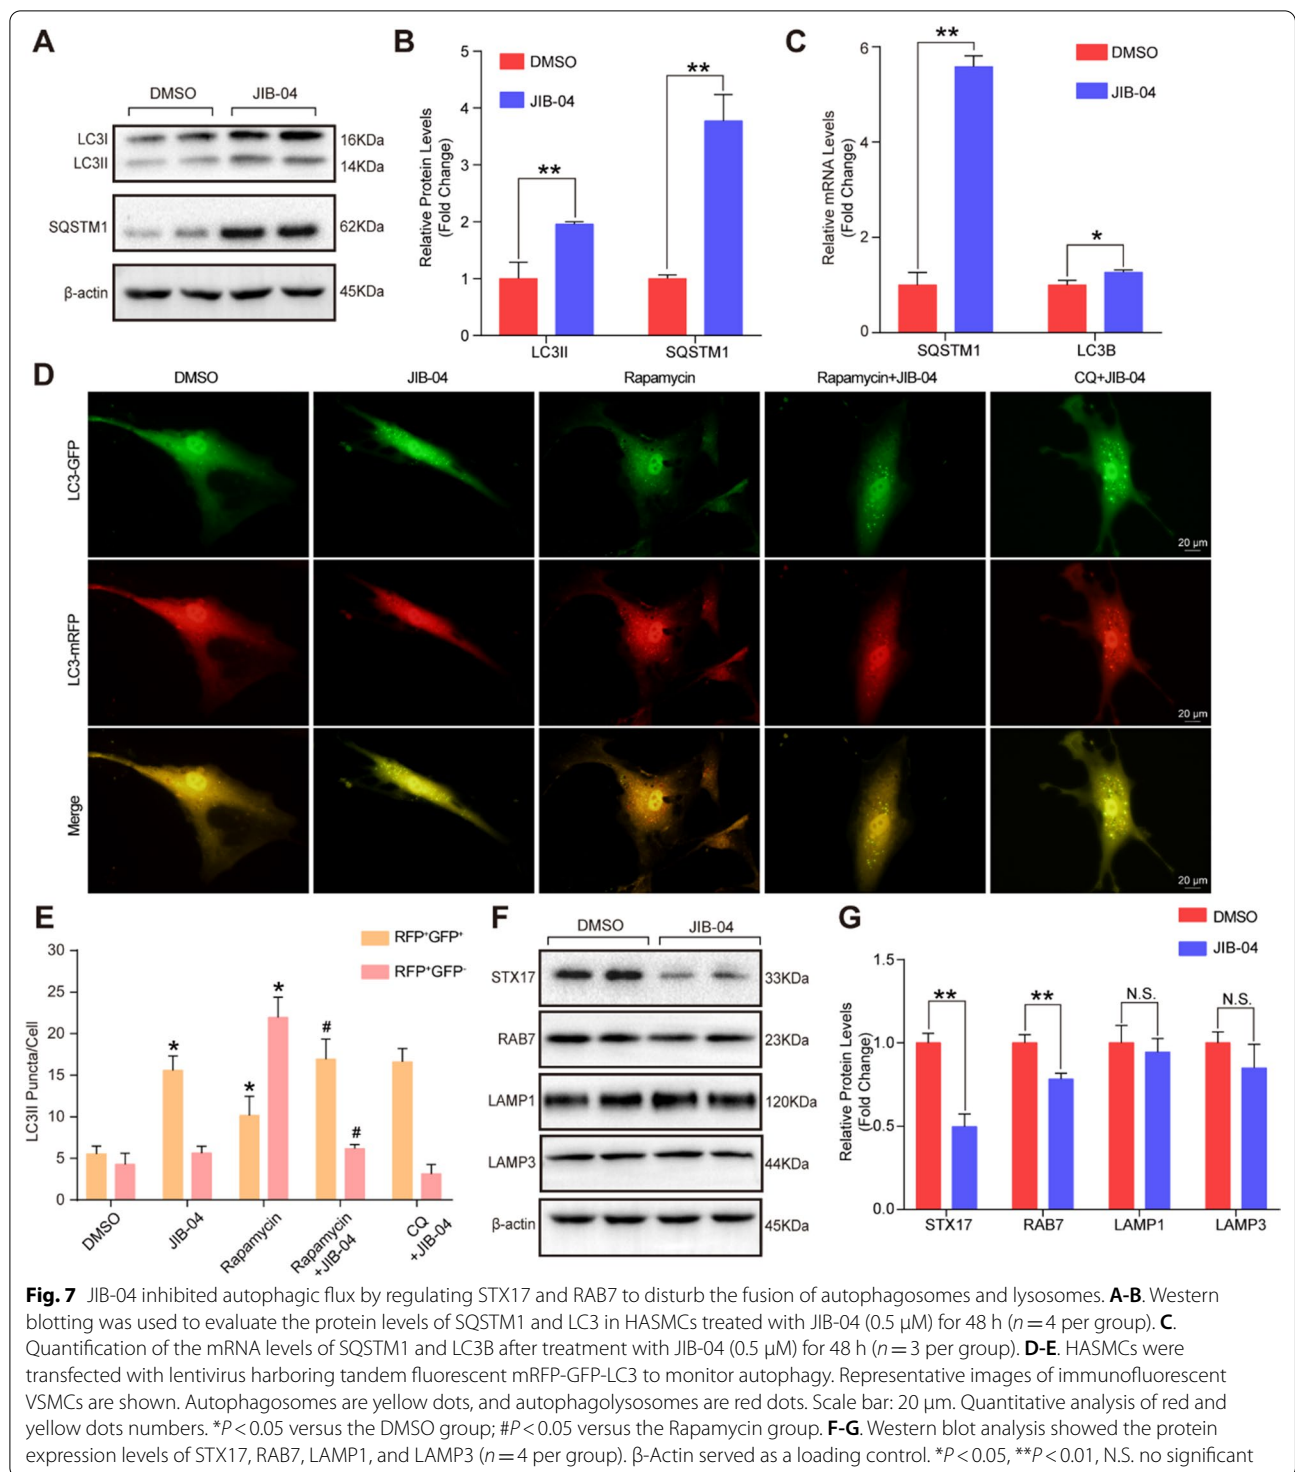 A
DMSO JIB-04
LC3I 16KDa
LC3II 14KDa
SQSTM1 62KDa
β-actin 45KDa
B
Relative Protein Levels
(Fold Change)
5
4
3
2
1
0
DMSO
JIB-04
**
**
LC3II SQSTM1
C
Relative mRNA Levels
(Fold Change)
6
4
2
0
DMSO
JIB-04
**
*
SQSTM1 LC3B
D
DMSO JIB-04 Rapamycin Rapamycin+JIB-04 CQ+JIB-04
LC3-GFP
20 μm
LC3-mRFP
20 μm
Merge
20 μm
E
LC3II Puncta/Cell
30
25
20
15
10
5
0
RFP⁺GFP⁺
RFP⁺GFP⁻
*
*
*
#
#
DMSO
JIB-04
Rapamycin
Rapamycin
+JIB-04
CQ
+JIB-04
F
DMSO JIB-04
STX17 33KDa
RAB7 23KDa
LAMP1 120KDa
LAMP3 44KDa
β-actin 45KDa
G
DMSO
JIB-04
Relative Protein Levels
(Fold Change)
1.5
1.0
0.5
0.0
**
**
N.S.
N.S.
STX17 RAB7 LAMP1 LAMP3
Fig. 7 JIB-04 inhibited autophagic flux by regulating STX17 and RAB7 to disturb the fusion of autophagosomes and lysosomes. A-B. Western
blotting was used to evaluate the protein levels of SQSTM1 and LC3 in HASMCs treated with JIB-04 (0.5 μM) for 48 h (n = 4 per group). C.
Quantification of the mRNA levels of SQSTM1 and LC3B after treatment with JIB-04 (0.5 μM) for 48 h (n = 3 per group). D-E. HASMCs were
transfected with lentivirus harboring tandem fluorescent mRFP-GFP-LC3 to monitor autophagy. Representative images of immunofluorescent
VSMCs are shown. Autophagosomes are yellow dots, and autophagolysosomes are red dots. Scale bar: 20 μm. Quantitative analysis of red and
yellow dots numbers. *P < 0.05 versus the DMSO group; #P < 0.05 versus the Rapamycin group. F-G. Western blot analysis showed the protein
expression levels of STX17, RAB7, LAMP1, and LAMP3 (n = 4 per group). β-Actin served as a loading control. *P < 0.05, **P < 0.01, N.S. no significant